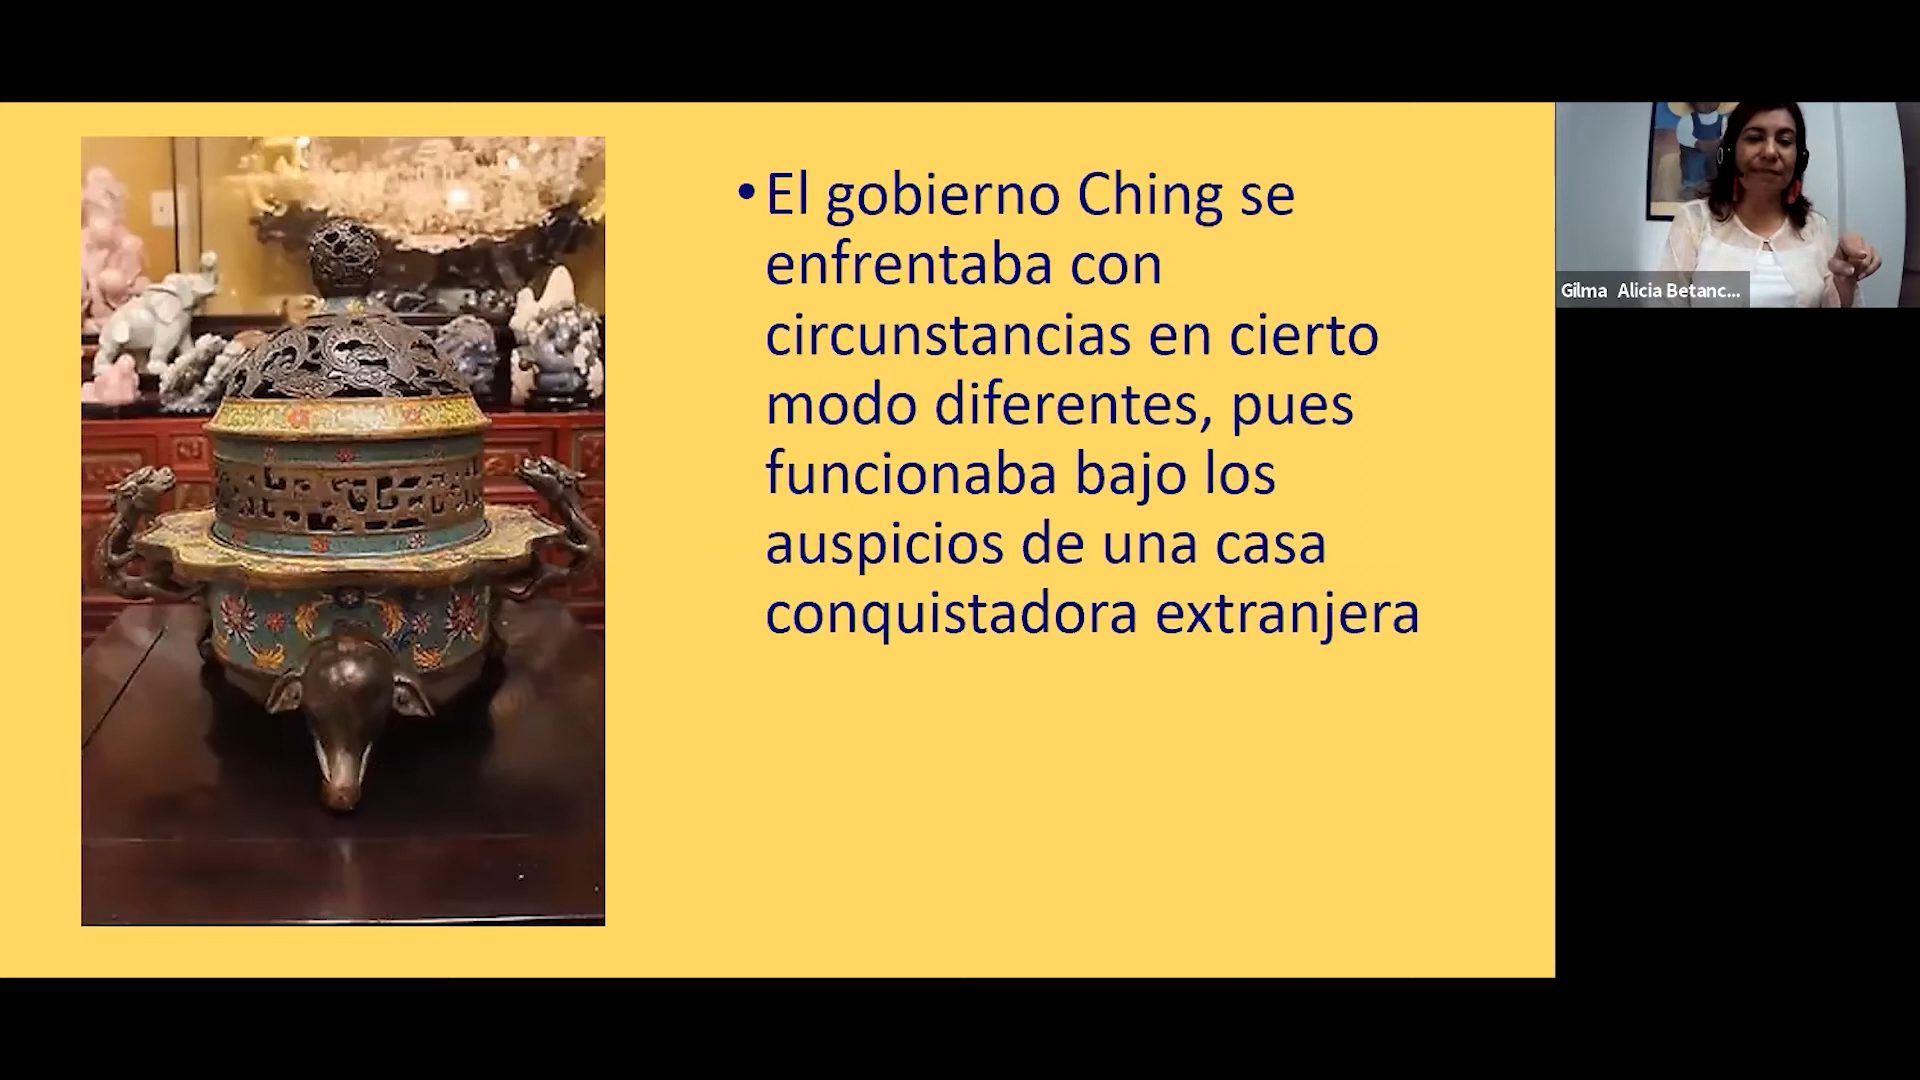 • El gobierno Ching se
enfrentaba con
circunstancias en cierto
modo diferentes, pues
funcionaba bajo los
auspicios de una casa
conquistadora extranjera
Gilma Alicia Betanc...